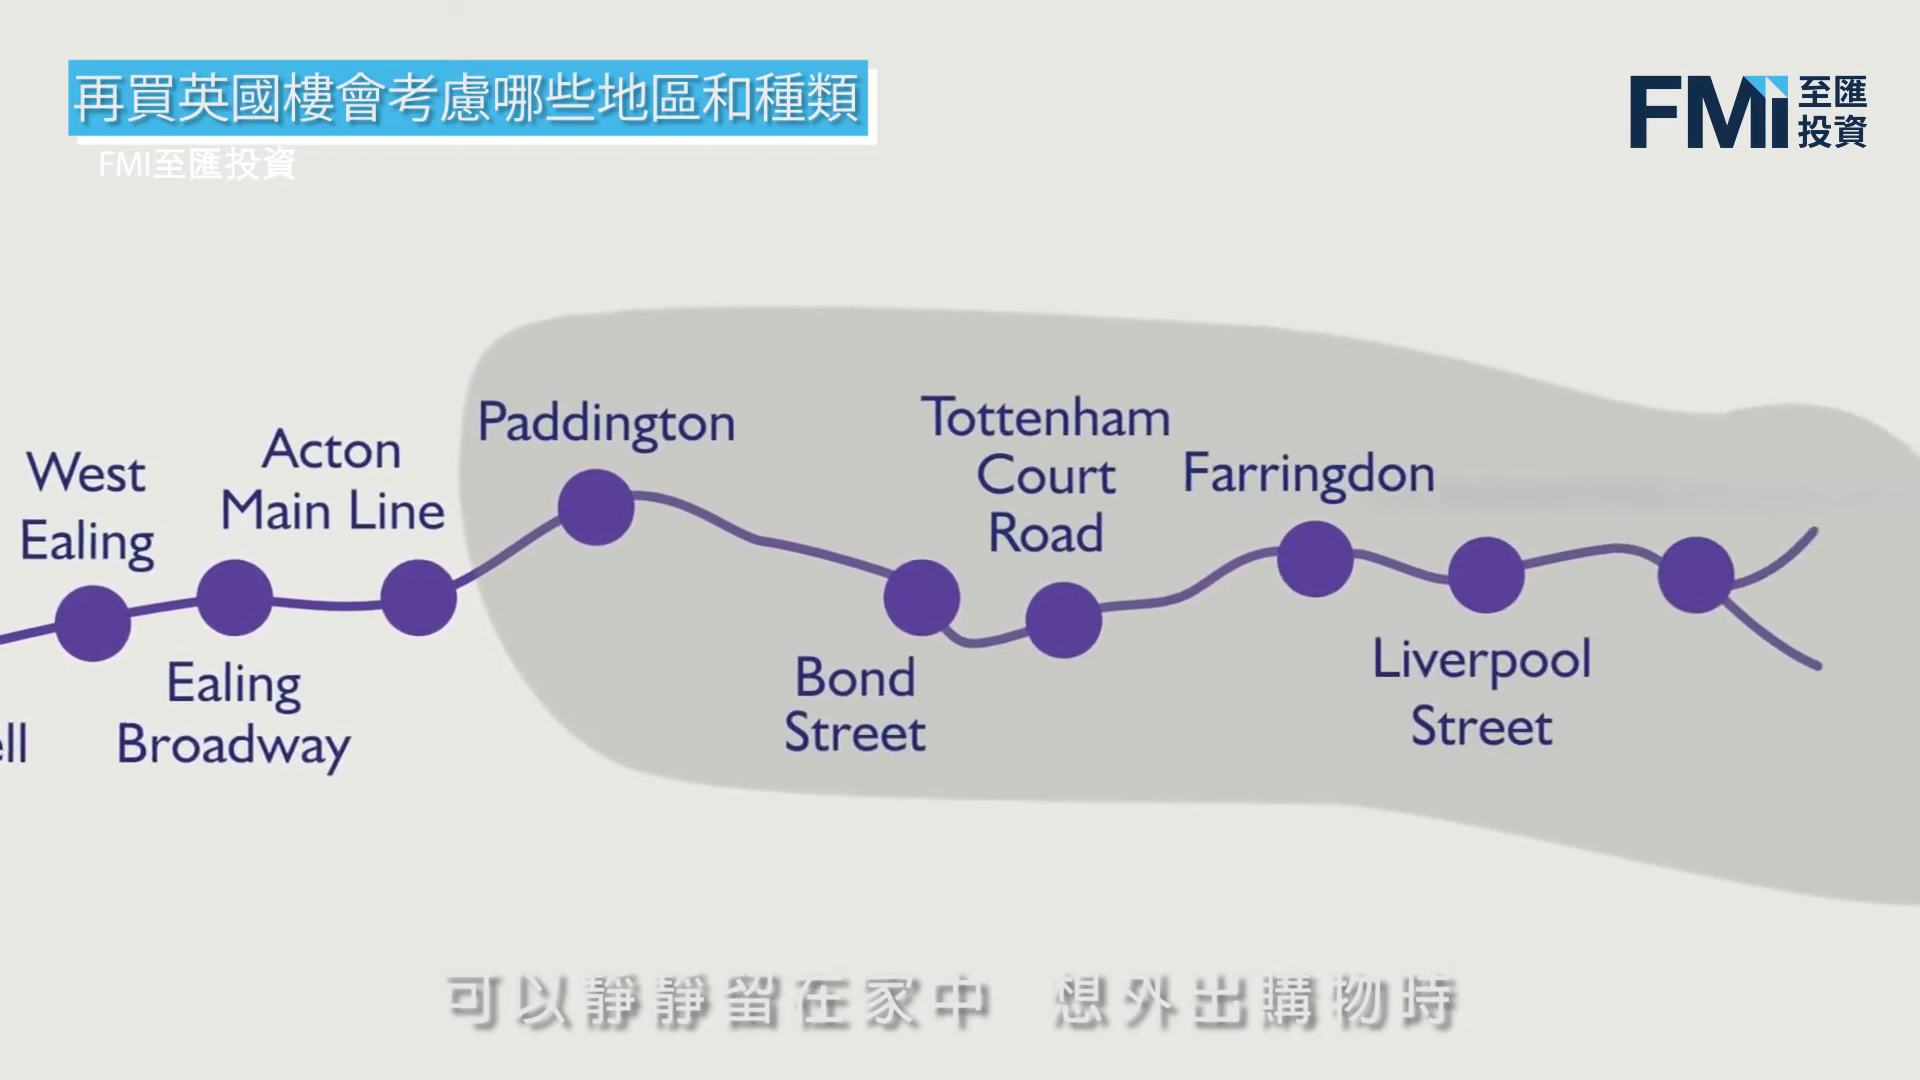 再買英國樓會考慮哪些地區和種類
FMI至匯投資
FMi 至匯
投資
West
Ealing
Acton
Main Line
Paddington
Tottenham
Court
Road
Farringdon
ell
Ealing
Broadway
Bond
Street
Liverpool
Street
可以靜靜留在家中 想外出購物時